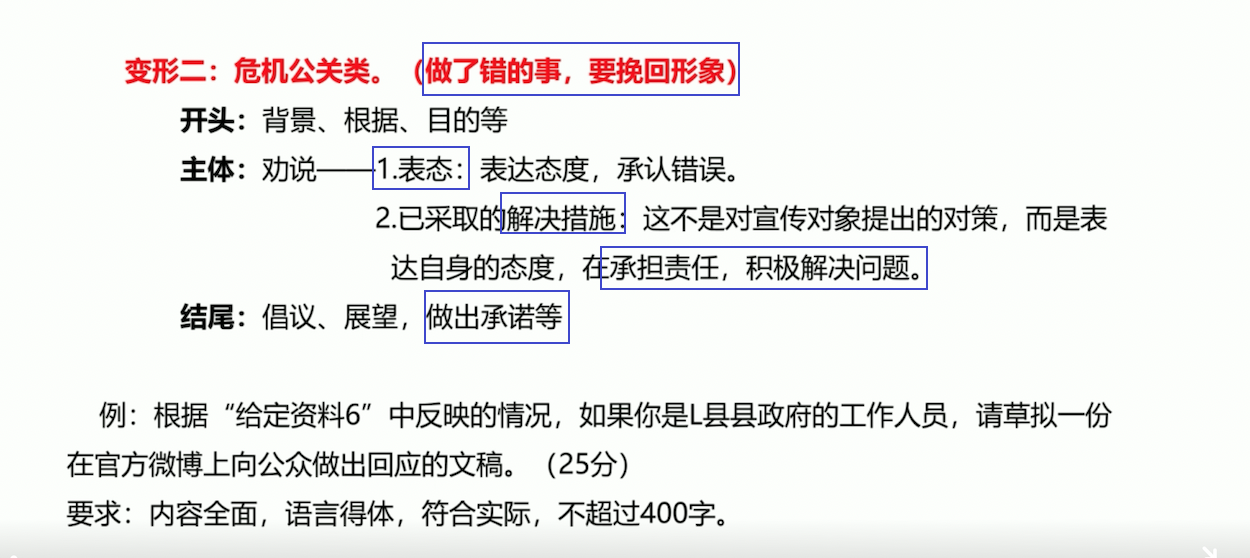 变形二：危机公关类。（做了错的事，要挽回形象）
开头：背景、根据、目的等
主体：劝说——1.表态：表达态度，承认错误。
2.已采取的解决措施：这不是对宣传对象提出的对策，而是表
达自身的态度，在承担责任，积极解决问题。
结尾：倡议、展望，做出承诺等
例：根据“给定资料6”中反映的情况，如果你是L县县政府的工作人员，请草拟一份
在官方微博上向公众做出回应的文稿。（25分）
要求：内容全面，语言得体，符合实际，不超过400字。